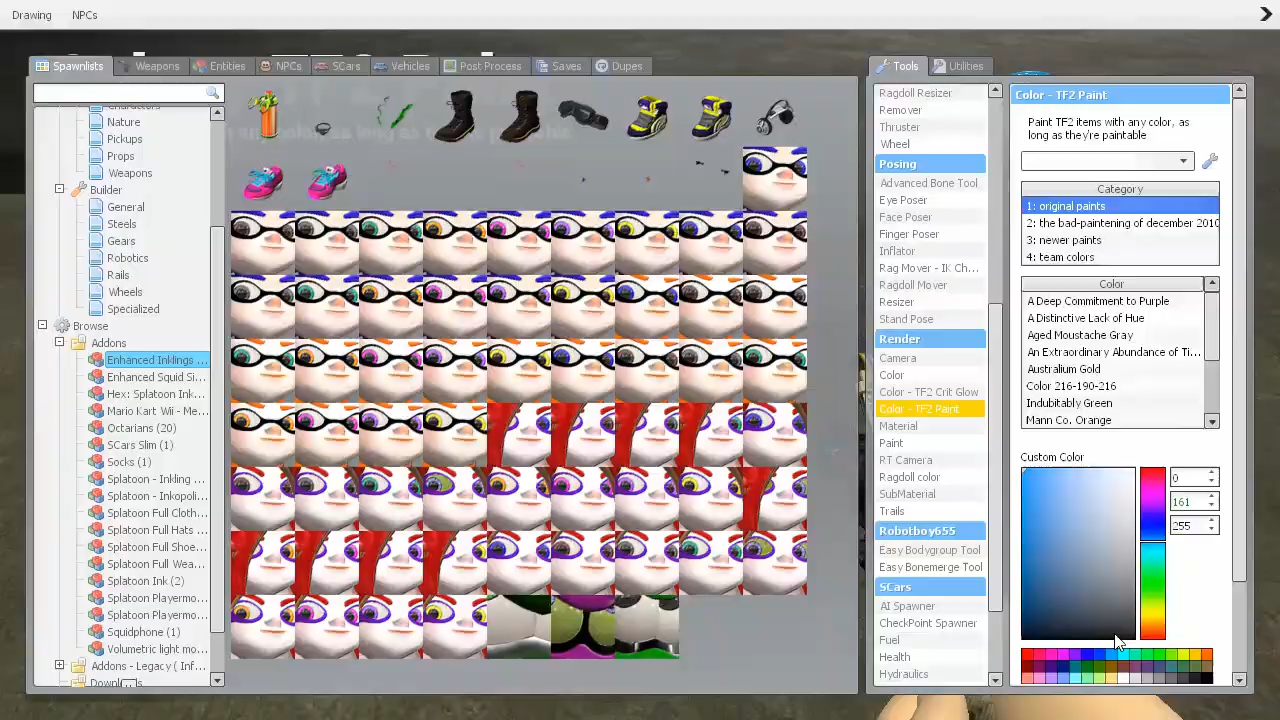 Drawing NPCs
Spawnlists Weapons Entities NPCs SCars Vehicles Post Process Saves Dupes
Tools Utilities
Nature
Pickups
Props
Weapons
Builder
General
Steels
Gears
Robotics
Rails
Wheels
Specialized
Browse
Addons
Enhanced Inklings ...
Enhanced Squid Si...
Hex: Splatoon Ink...
Mario Kart Wii - Me...
Octarians (20)
SCars Slim (1)
Socks (1)
Splatoon - Inkling ...
Splatoon - Inkopoli...
Splatoon Full Cloth...
Splatoon Full Hats ...
Splatoon Full Shoe...
Splatoon Full Wea...
Splatoon Ink (2)
Splatoon Playermo...
Splatoon Playermo...
Squidphone (1)
Volumetric light mo...
Addons - Legacy ( Inf...
Ragdoll Resizer
Remover
Thruster
Wheel
Posing
Advanced Bone Tool
Eye Poser
Face Poser
Finger Poser
Inflator
Rag Mover - IK Ch...
Ragdoll Mover
Resizer
Stand Pose
Render
Camera
Color
Color - TF2 Crit Glow
Color - TF2 Paint
Material
Paint
RT Camera
Ragdoll color
SubMaterial
Trails
Robotboy655
Easy Bodygroup Tool
Easy Bonemerge Tool
SCars
AI Spawner
CheckPoint Spawner
Fuel
Health
Hydraulics
Color - TF2 Paint
Paint TF2 items with any color, as
long as they're paintable
Category
1: original paints
2: the bad-paintening of december 2010
3: newer paints
4: team colors
Color
A Deep Commitment to Purple
A Distinctive Lack of Hue
Aged Moustache Gray
An Extraordinary Abundance of Ti...
Australium Gold
Color 216-190-216
Indubitably Green
Mann Co. Orange
Custom Color
0
161
255